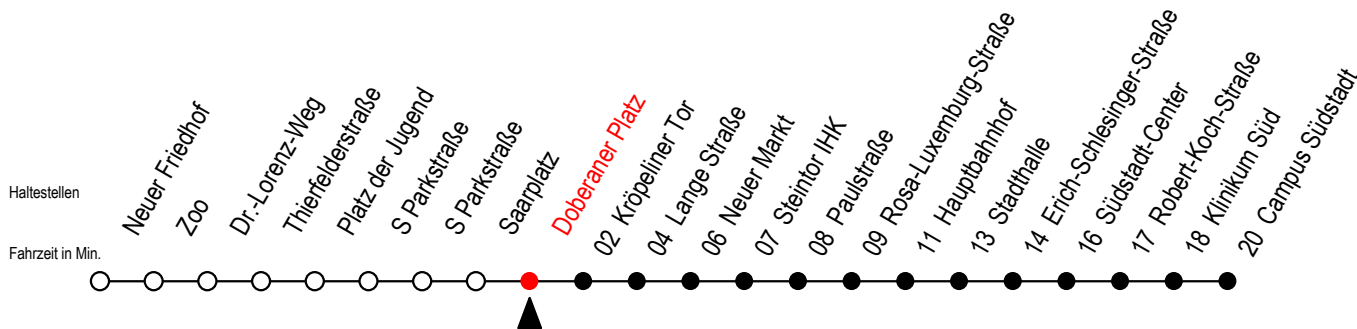 Haltestellen
Fahrzeit in Min.
Neuer Friedhof
Zoo
Dr.-Lorenz-Weg
Thierfelderstraße
Platz der Jugend
S Parkstraße
S Parkstraße
Saarplatz
Doberaner Platz
02 Kröpeliner Tor
04 Lange Straße
06 Neuer Markt
07 Steintor IHK
08 Paulstraße
09 Rosa-Luxemburg-Straße
11 Hauptbahnhof
13 Stadthalle
14 Erich-Schlesinger-Straße
16 Südstadt-Center
17 Robert-Koch-Straße
18 Klinikum Süd
20 Campus Südstadt